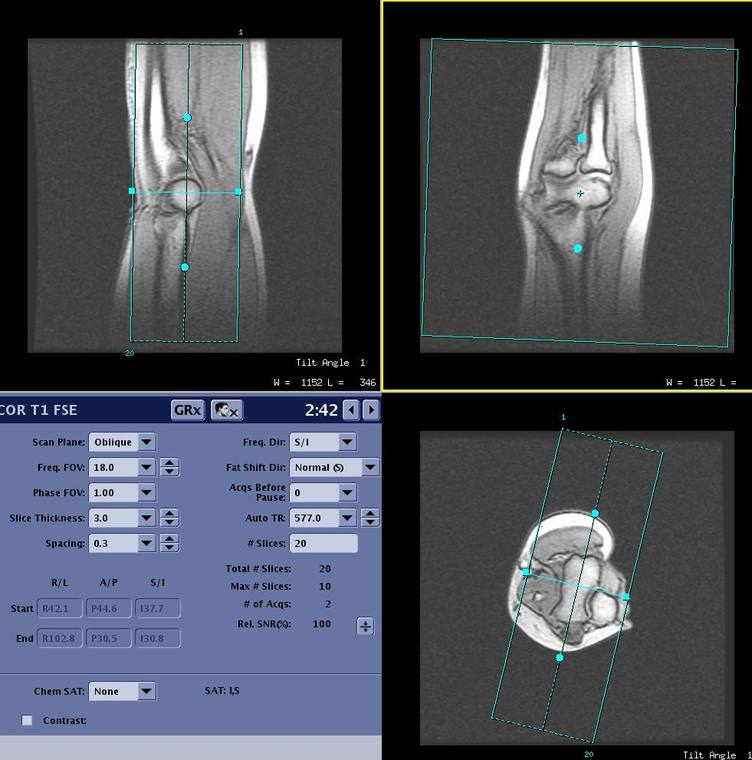 1
20
Tilt Angle 1
W = 1152 L = 346
W = 1152 L =
COR T1 FSE
GRx
x
2:42
Scan Plane: Oblique
Freq. Dir: S/I
Freq. FOV: 18.0
Fat Shift Dir: Normal (S)
Phase FOV: 1.00
Acqs Before Pause: 0
Slice Thickness: 3.0
Auto TR: 577.0
Spacing: 0.3
# Slices: 20
Total # Slices: 20
Max # Slices: 10
# of Acqs: 2
Rel. SNR(%): 100
R/L A/P S/I
Start R42.1 P44.6 I37.7
End R102.8 P30.5 I30.8
Chem SAT: None
SAT: I,S
Contrast:
1
20
Tilt Angle 1